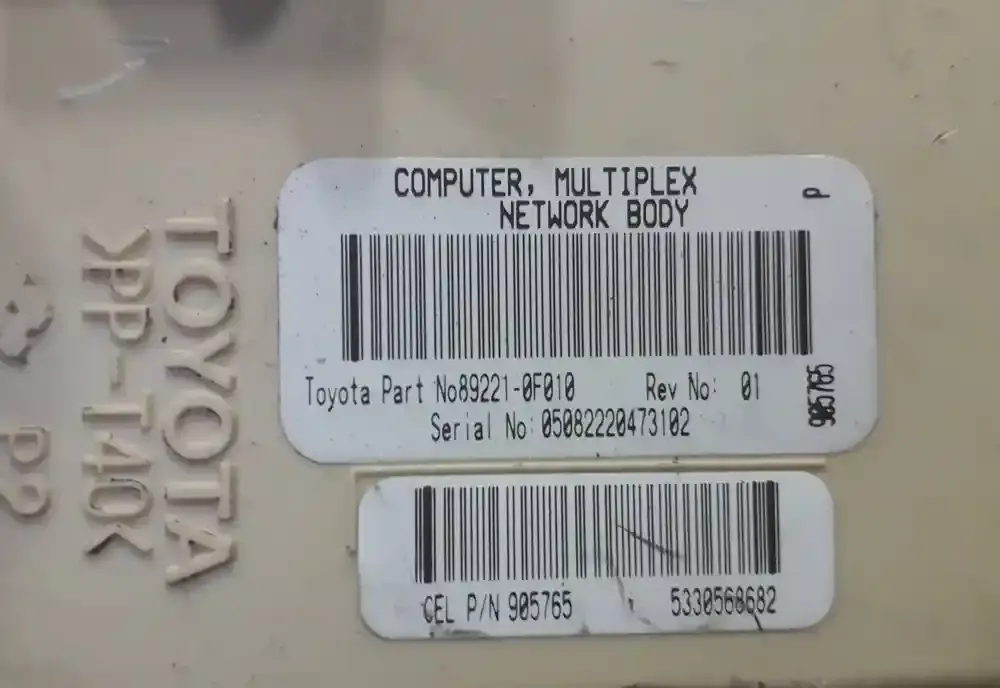 COMPUTER, MULTIPLEX
NETWORK BODY
P
Toyota Part No89221-0F010 Rev No: 01
Serial No: 05082220473102
905765
CEL P/N 905765 5330568682
TOYOTA
>PP-T40K
P2